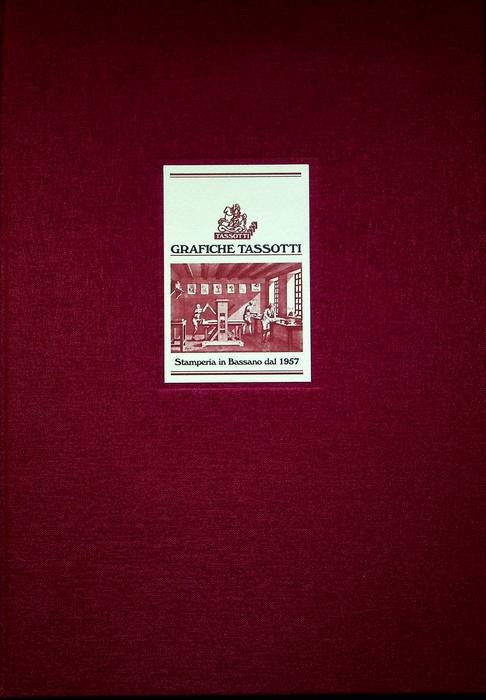 TASSOTTI
GRAFICHE TASSOTTI
Stamperia in Bassano dal 1957